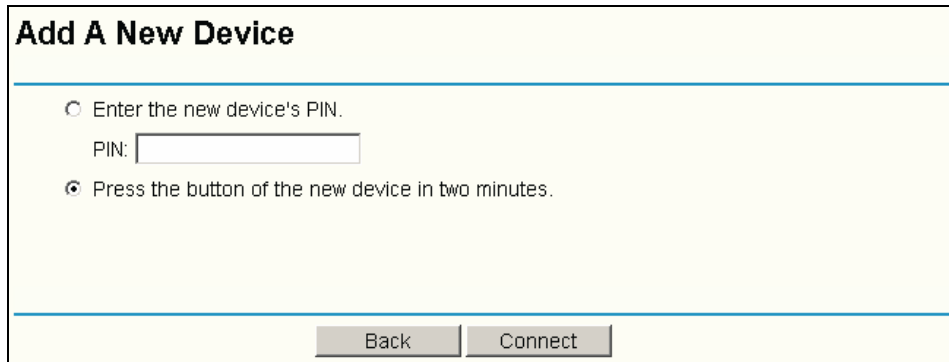 Add A New Device
Enter the new device's PIN.
PIN:
Press the button of the new device in two minutes.
Back Connect